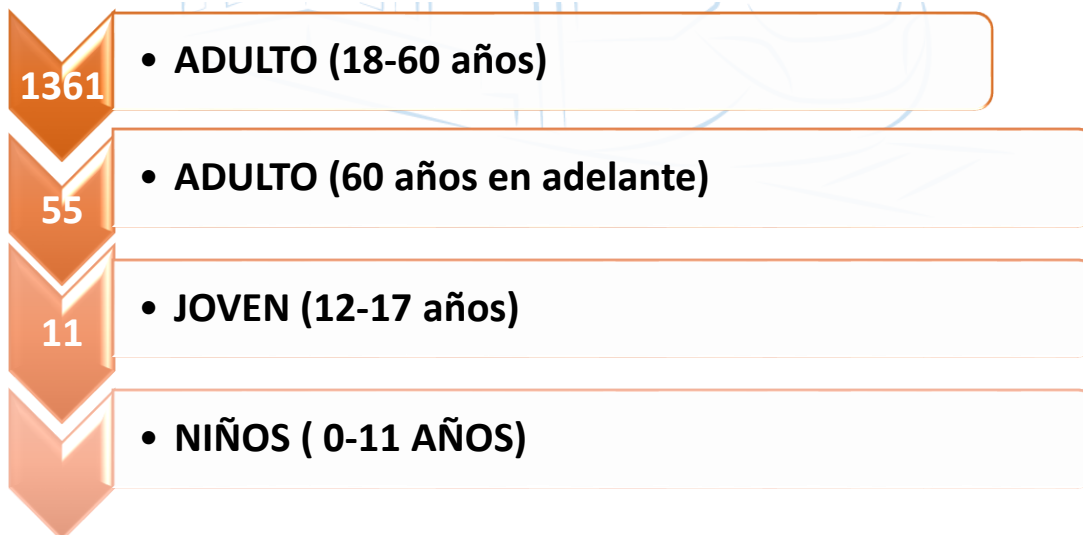 1361
• ADULTO (18-60 años)
55
• ADULTO (60 años en adelante)
11
• JOVEN (12-17 años)
• NIÑOS ( 0-11 AÑOS)